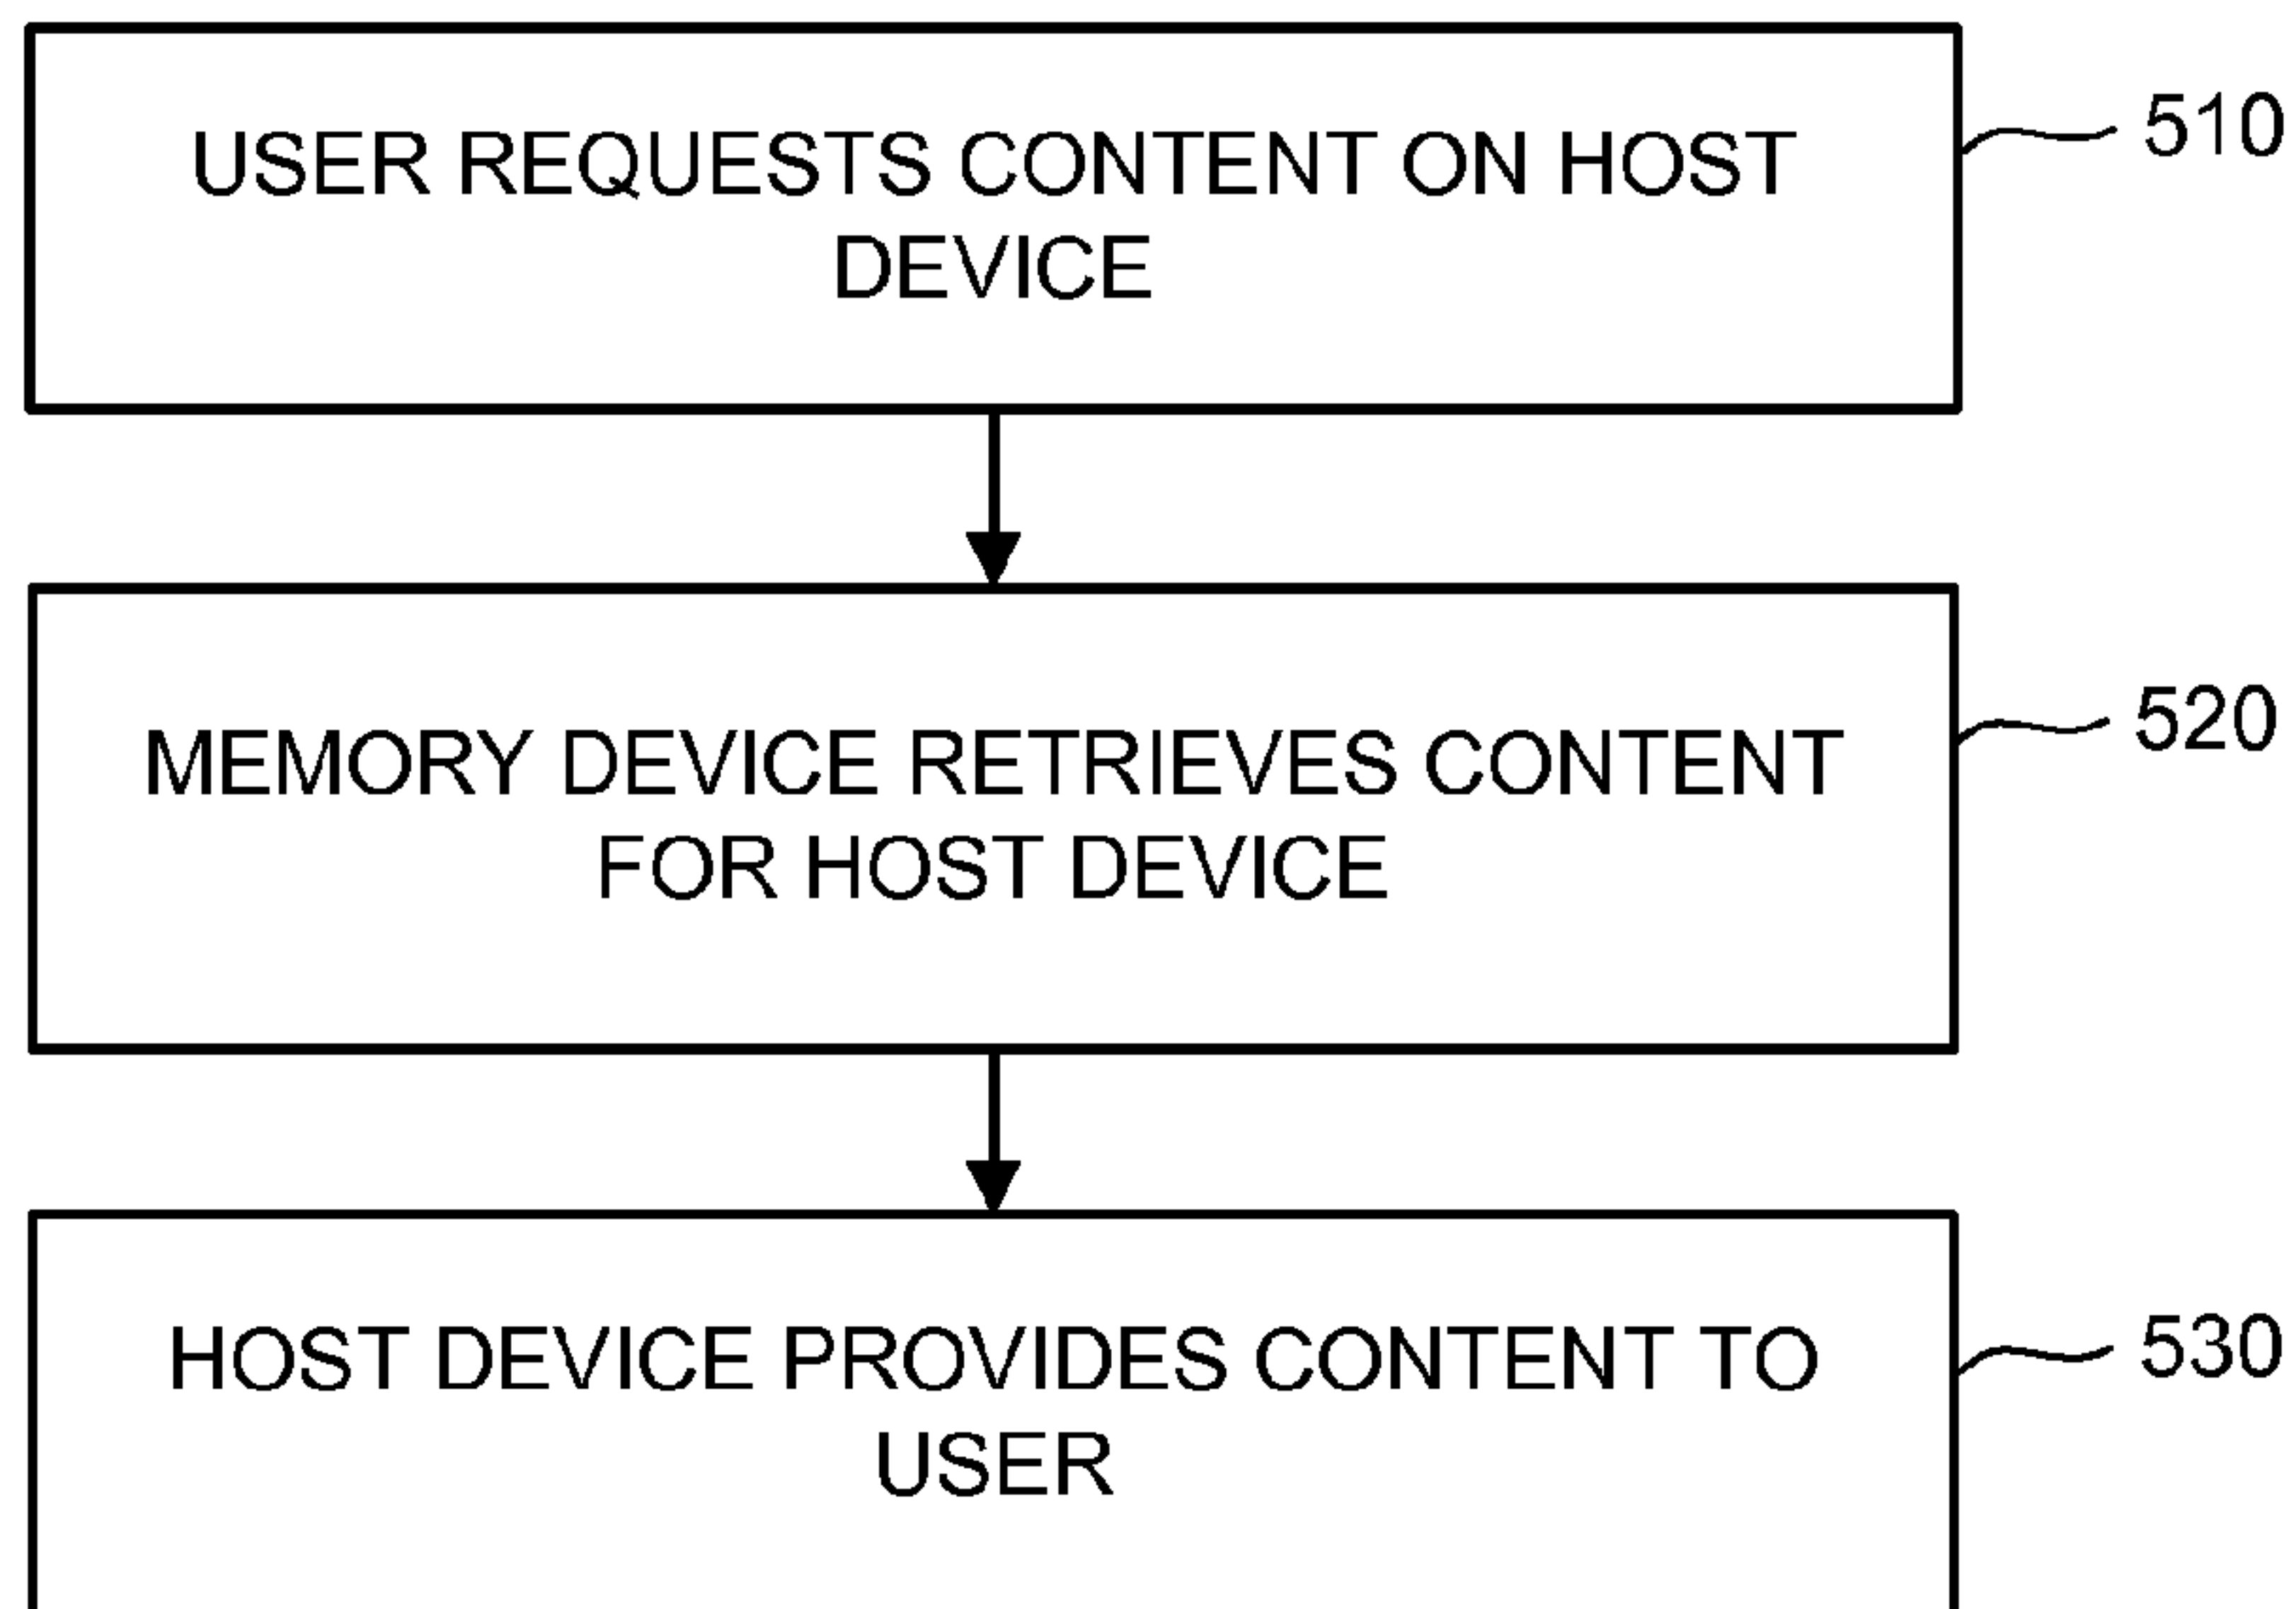 USER REQUESTS CONTENT ON HOST
DEVICE
510
MEMORY DEVICE RETRIEVES CONTENT
FOR HOST DEVICE
520
HOST DEVICE PROVIDES CONTENT TO
USER
530